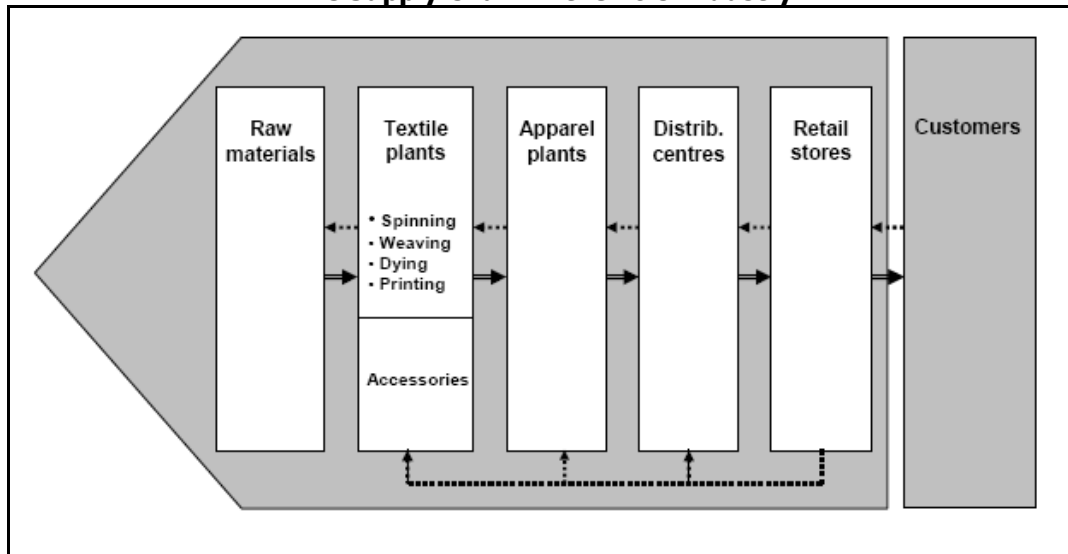 Raw
materials
Textile
plants
• Spinning
• Weaving
• Dying
• Printing
Accessories
Apparel
plants
Distrib.
centres
Retail
stores
Customers